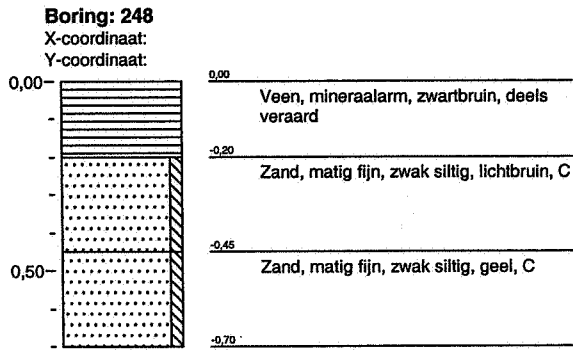 Boring: 248
X-coordinaat:
Y-coordinaat:
0,00
0,00
Veen, mineraalarm, zwartbruin, deels
veraard
-0,20
Zand, matig fijn, zwak siltig, lichtbruin, C
-0,45
0,50
Zand, matig fijn, zwak siltig, geel, C
-0,70